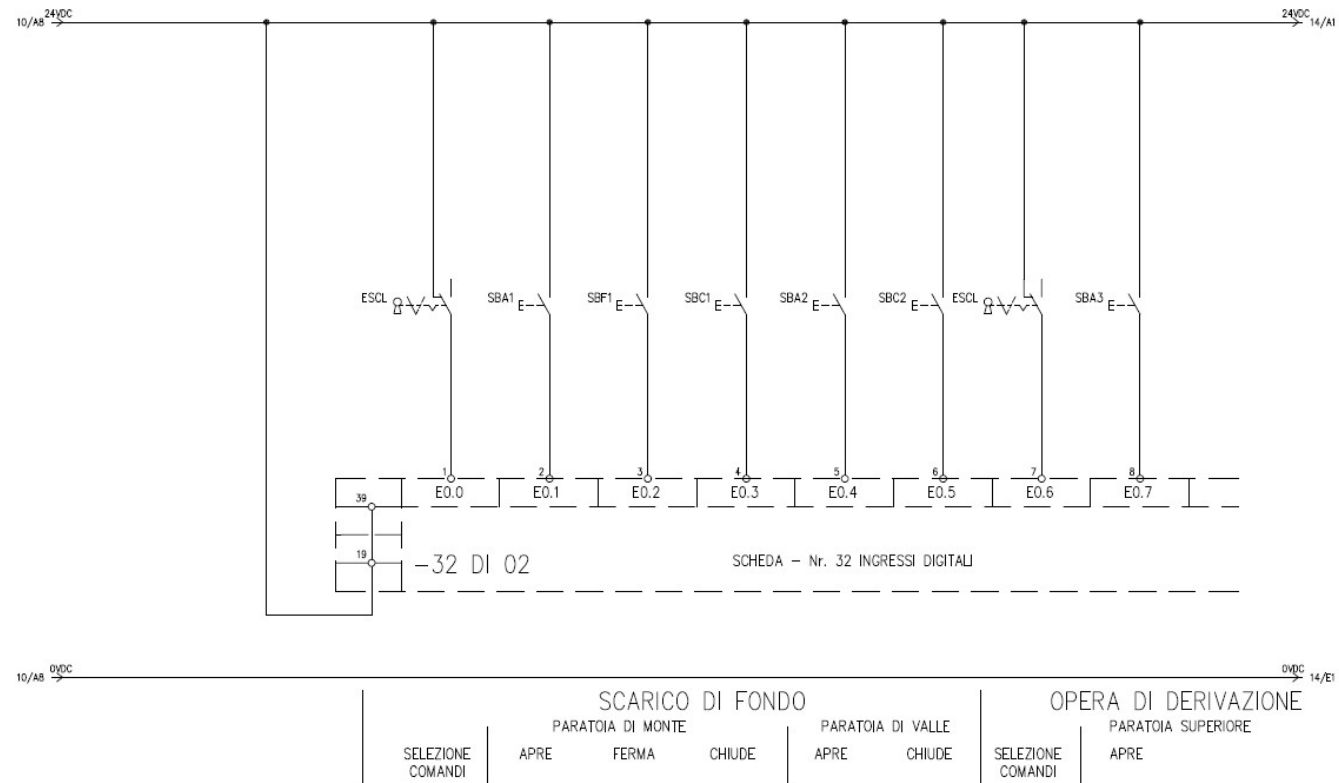 24VDC 24VDC
10/A8 14/A1
ESCL SBA1 SBF1 SBC1 SBA2 SBC2 ESCL SBA3
E E E E E E
1 2 3 4 5 6 7 8
E0.0 E0.1 E0.2 E0.3 E0.4 E0.5 E0.6 E0.7
39
19
-32 DI 02 SCHEDA - Nr. 32 INGRESSI DIGITALI
0VDC 0VDC
10/A8 14/E1
SCARICO DI FONDO OPERA DI DERIVAZIONE
PARATOIA DI MONTE PARATOIA DI VALLE PARATOIA SUPERIORE
SELEZIONE APRE FERMA CHIUDE APRE CHIUDE SELEZIONE APRE
COMANDI COMANDI